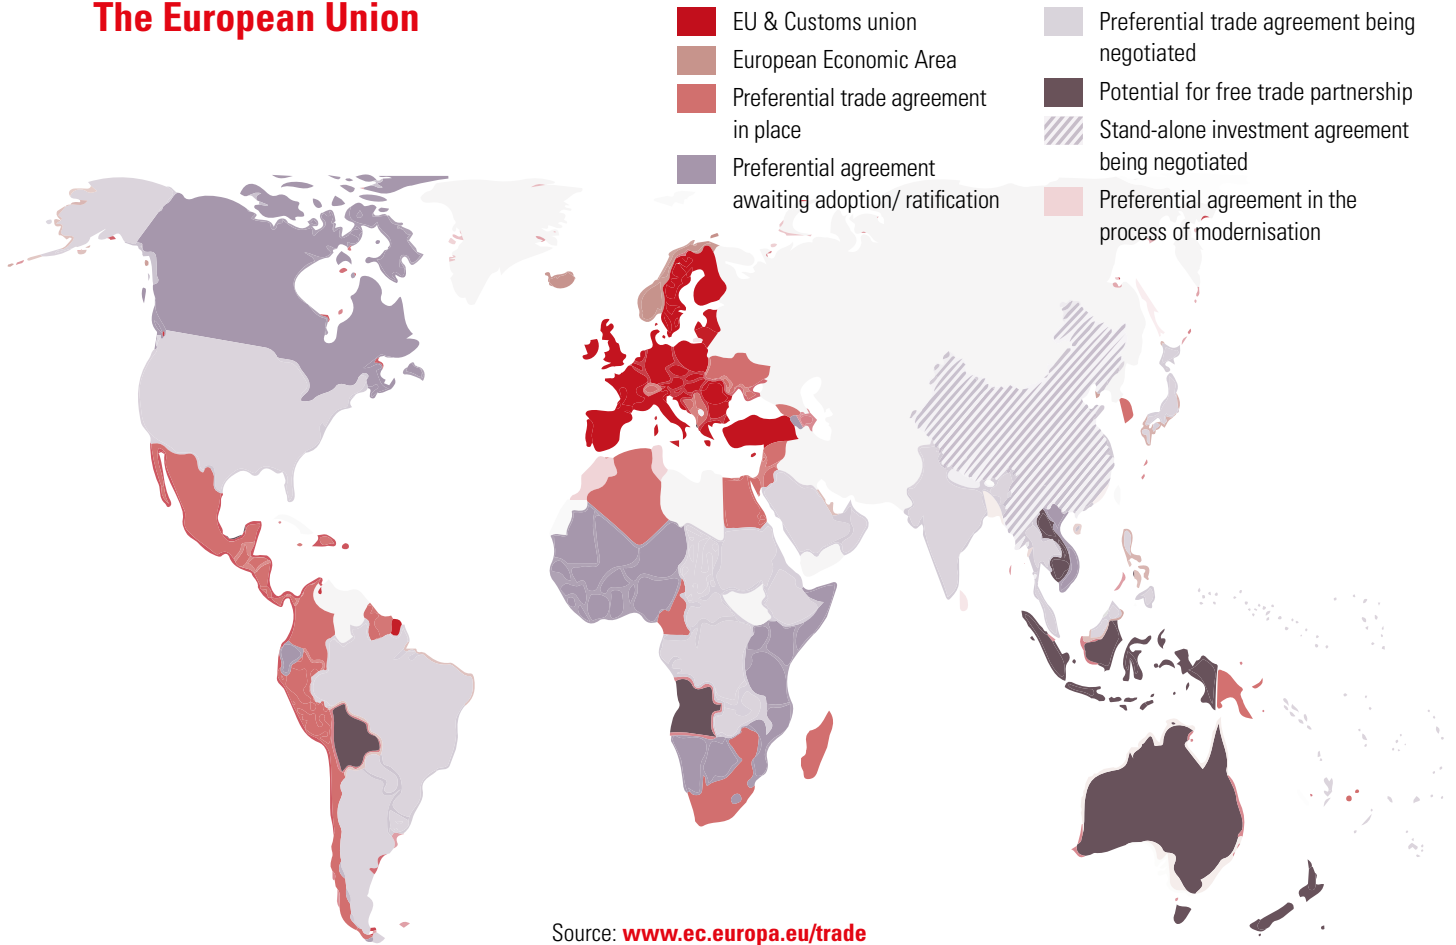 The European Union
EU & Customs union
European Economic Area
Preferential trade agreement
in place
Preferential agreement
awaiting adoption/ ratification
Preferential trade agreement being
negotiated
Potential for free trade partnership
Stand-alone investment agreement
being negotiated
Preferential agreement in the
process of modernisation
Source: www.ec.europa.eu/trade